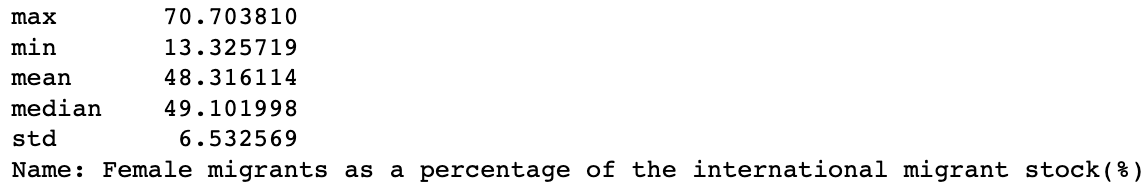 max 70.703810
min 13.325719
mean 48.316114
median 49.101998
std 6.532569
Name: Female migrants as a percentage of the international migrant stock(%)